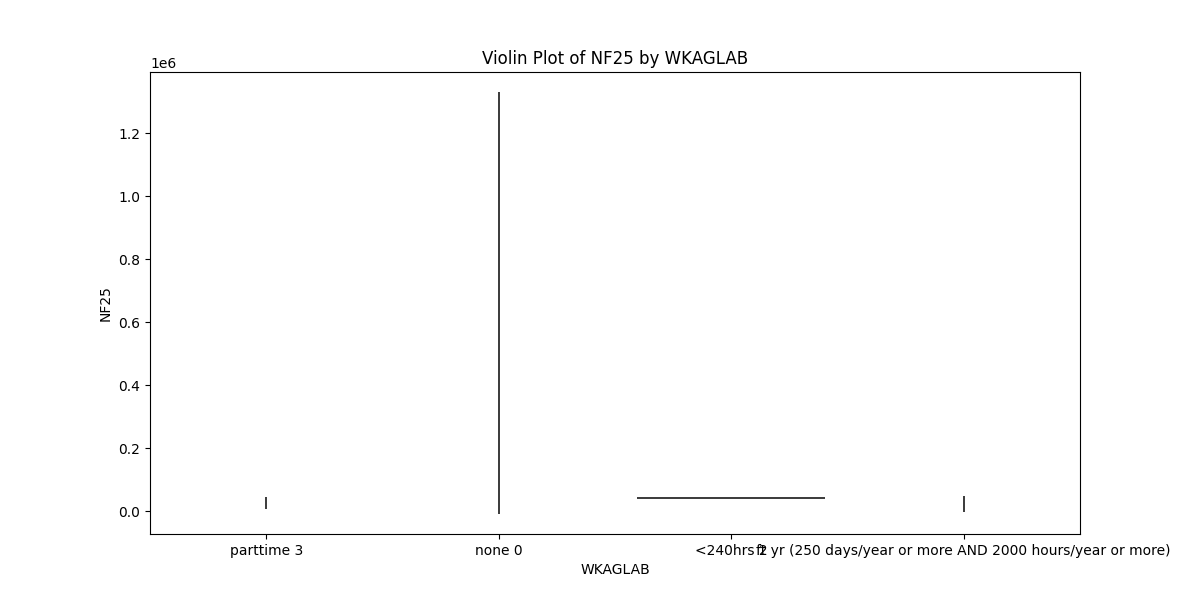 Violin Plot of NF25 by WKAGLAB
1e6
1.2
1.0
0.8
0.6
0.4
0.2
0.0
NF25
parttime 3
none 0
<240hrs 2
ft yr (250 days/year or more AND 2000 hours/year or more)
WKAGLAB